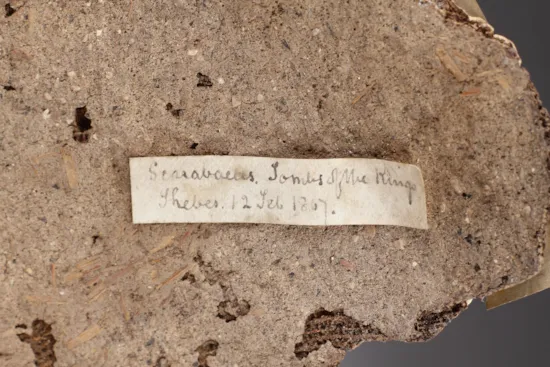 Scarabaeus. Tombs of the Kings
Thebes. 12 Feb 1867.